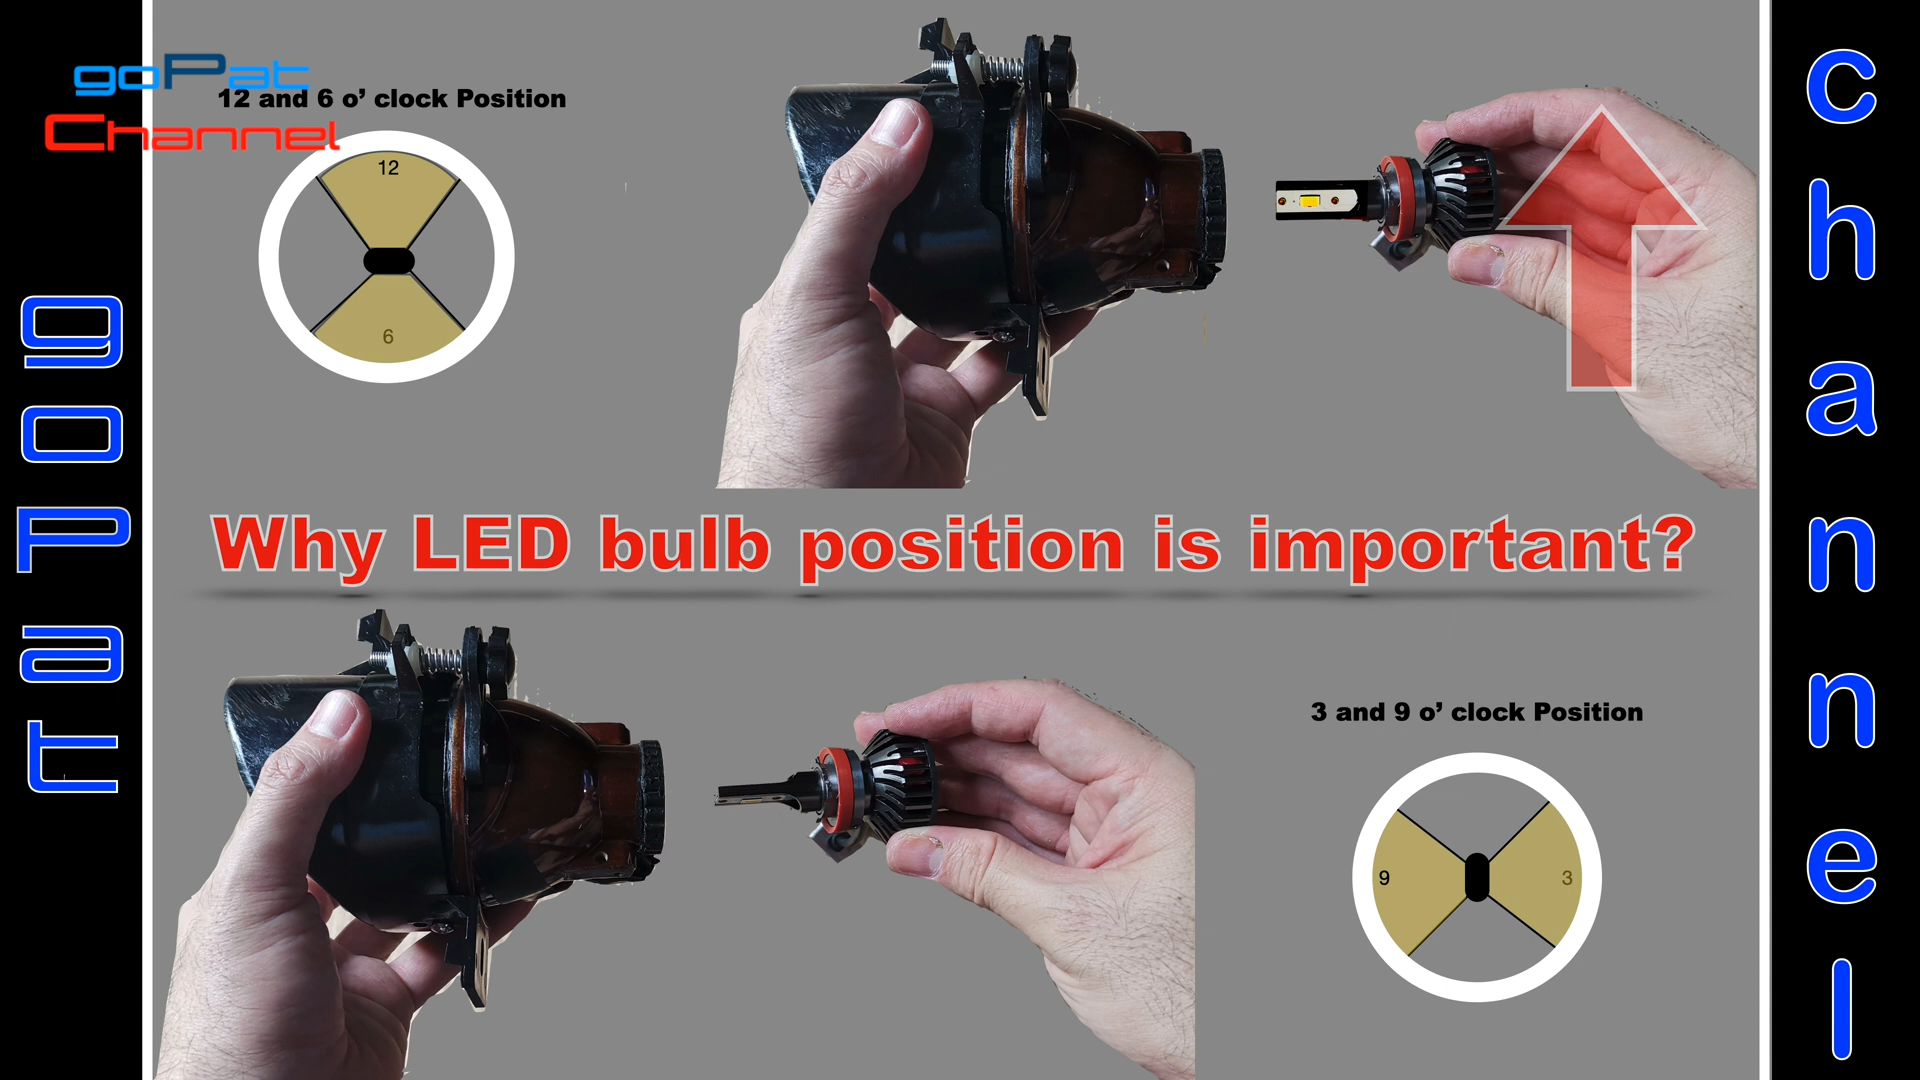 goPat
Channel
12 and 6 o’ clock Position
12
6
Why LED bulb position is important?
3 and 9 o’ clock Position
9
3
goPat
channel